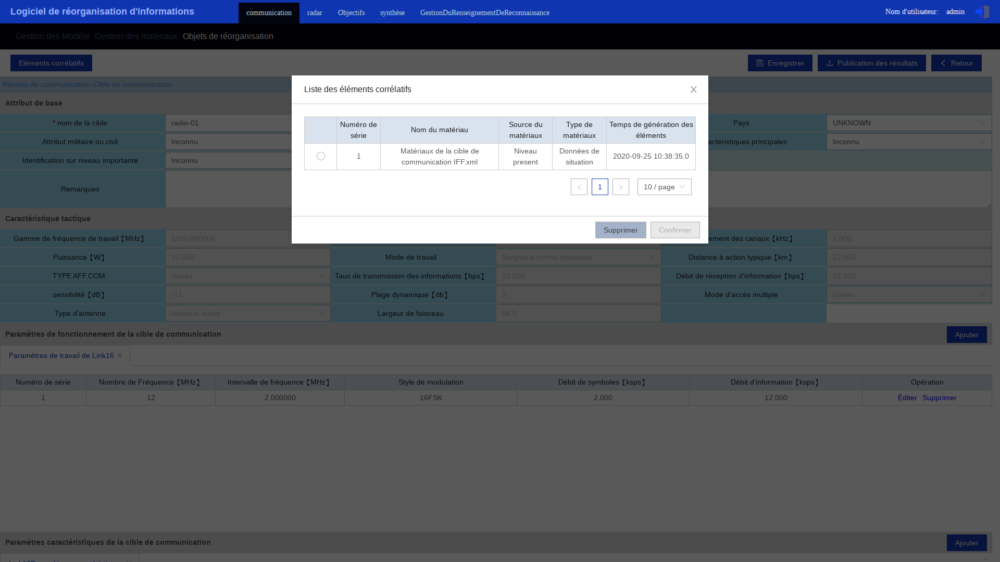 Logiciel de réorganisation d'informations
communication radar Objectifs synthèse GestionDuRenseignementDeReconnaissance
Nom d'utilisateur: admin
Gestion des Modèle Gestion des matériaux Objets de réorganisation
Eléments corrélatifs
Enregistrer Publication des résultats Retour
Réseau de communication-Cible de communication
Attribut de base
* nom de la cible radio-01 Pays UNKNOWN
Attribut militaire ou civil Inconnu actéristiques principales Inconnu
Identification sur niveau importante Inconnu
Remarques
Liste des éléments corrélatifs
Numéro de série Nom du matériau Source du matériaux Type de matériaux Temps de génération des éléments
1 Matériaux de la cible de communication IFF.xml Niveau present Données de situation 2020-09-25 10:38:35.0
1 10 / page
Supprimer Confirmer
Caractéristique tactique
Gamme de fréquence de travail【MHz】 1200.000000 ement des canaux【kHz】 2.000
Puissance【W】 12.000 Mode de travail Simplex à même fréquence Distance à action typique【km】 22.000
TYPE AFF.COM. Autres Taux de transmission des informations【bps】 22.000 Débit de réception d'information【bps】 22.000
sensibilité【dB】 -11 Plage dynamique【db】 2 Mode d'accès multiple Divers
Type d'antenne Antenne active Largeur de faisceau 56.0
Paramètres de fonctionnement de la cible de communication Ajouter
Paramètres de travail de Link16
Numéro de série Nombre de Fréquence【MHz】 Intervalle de fréquence【MHz】 Style de modulation Débit de symboles【ksps】 Débit d'information【ksps】 Opération
1 12 2.000000 16FSK 2.000 12.000 Éditer Supprimer
Paramètres caractéristiques de la cible de communication Ajouter